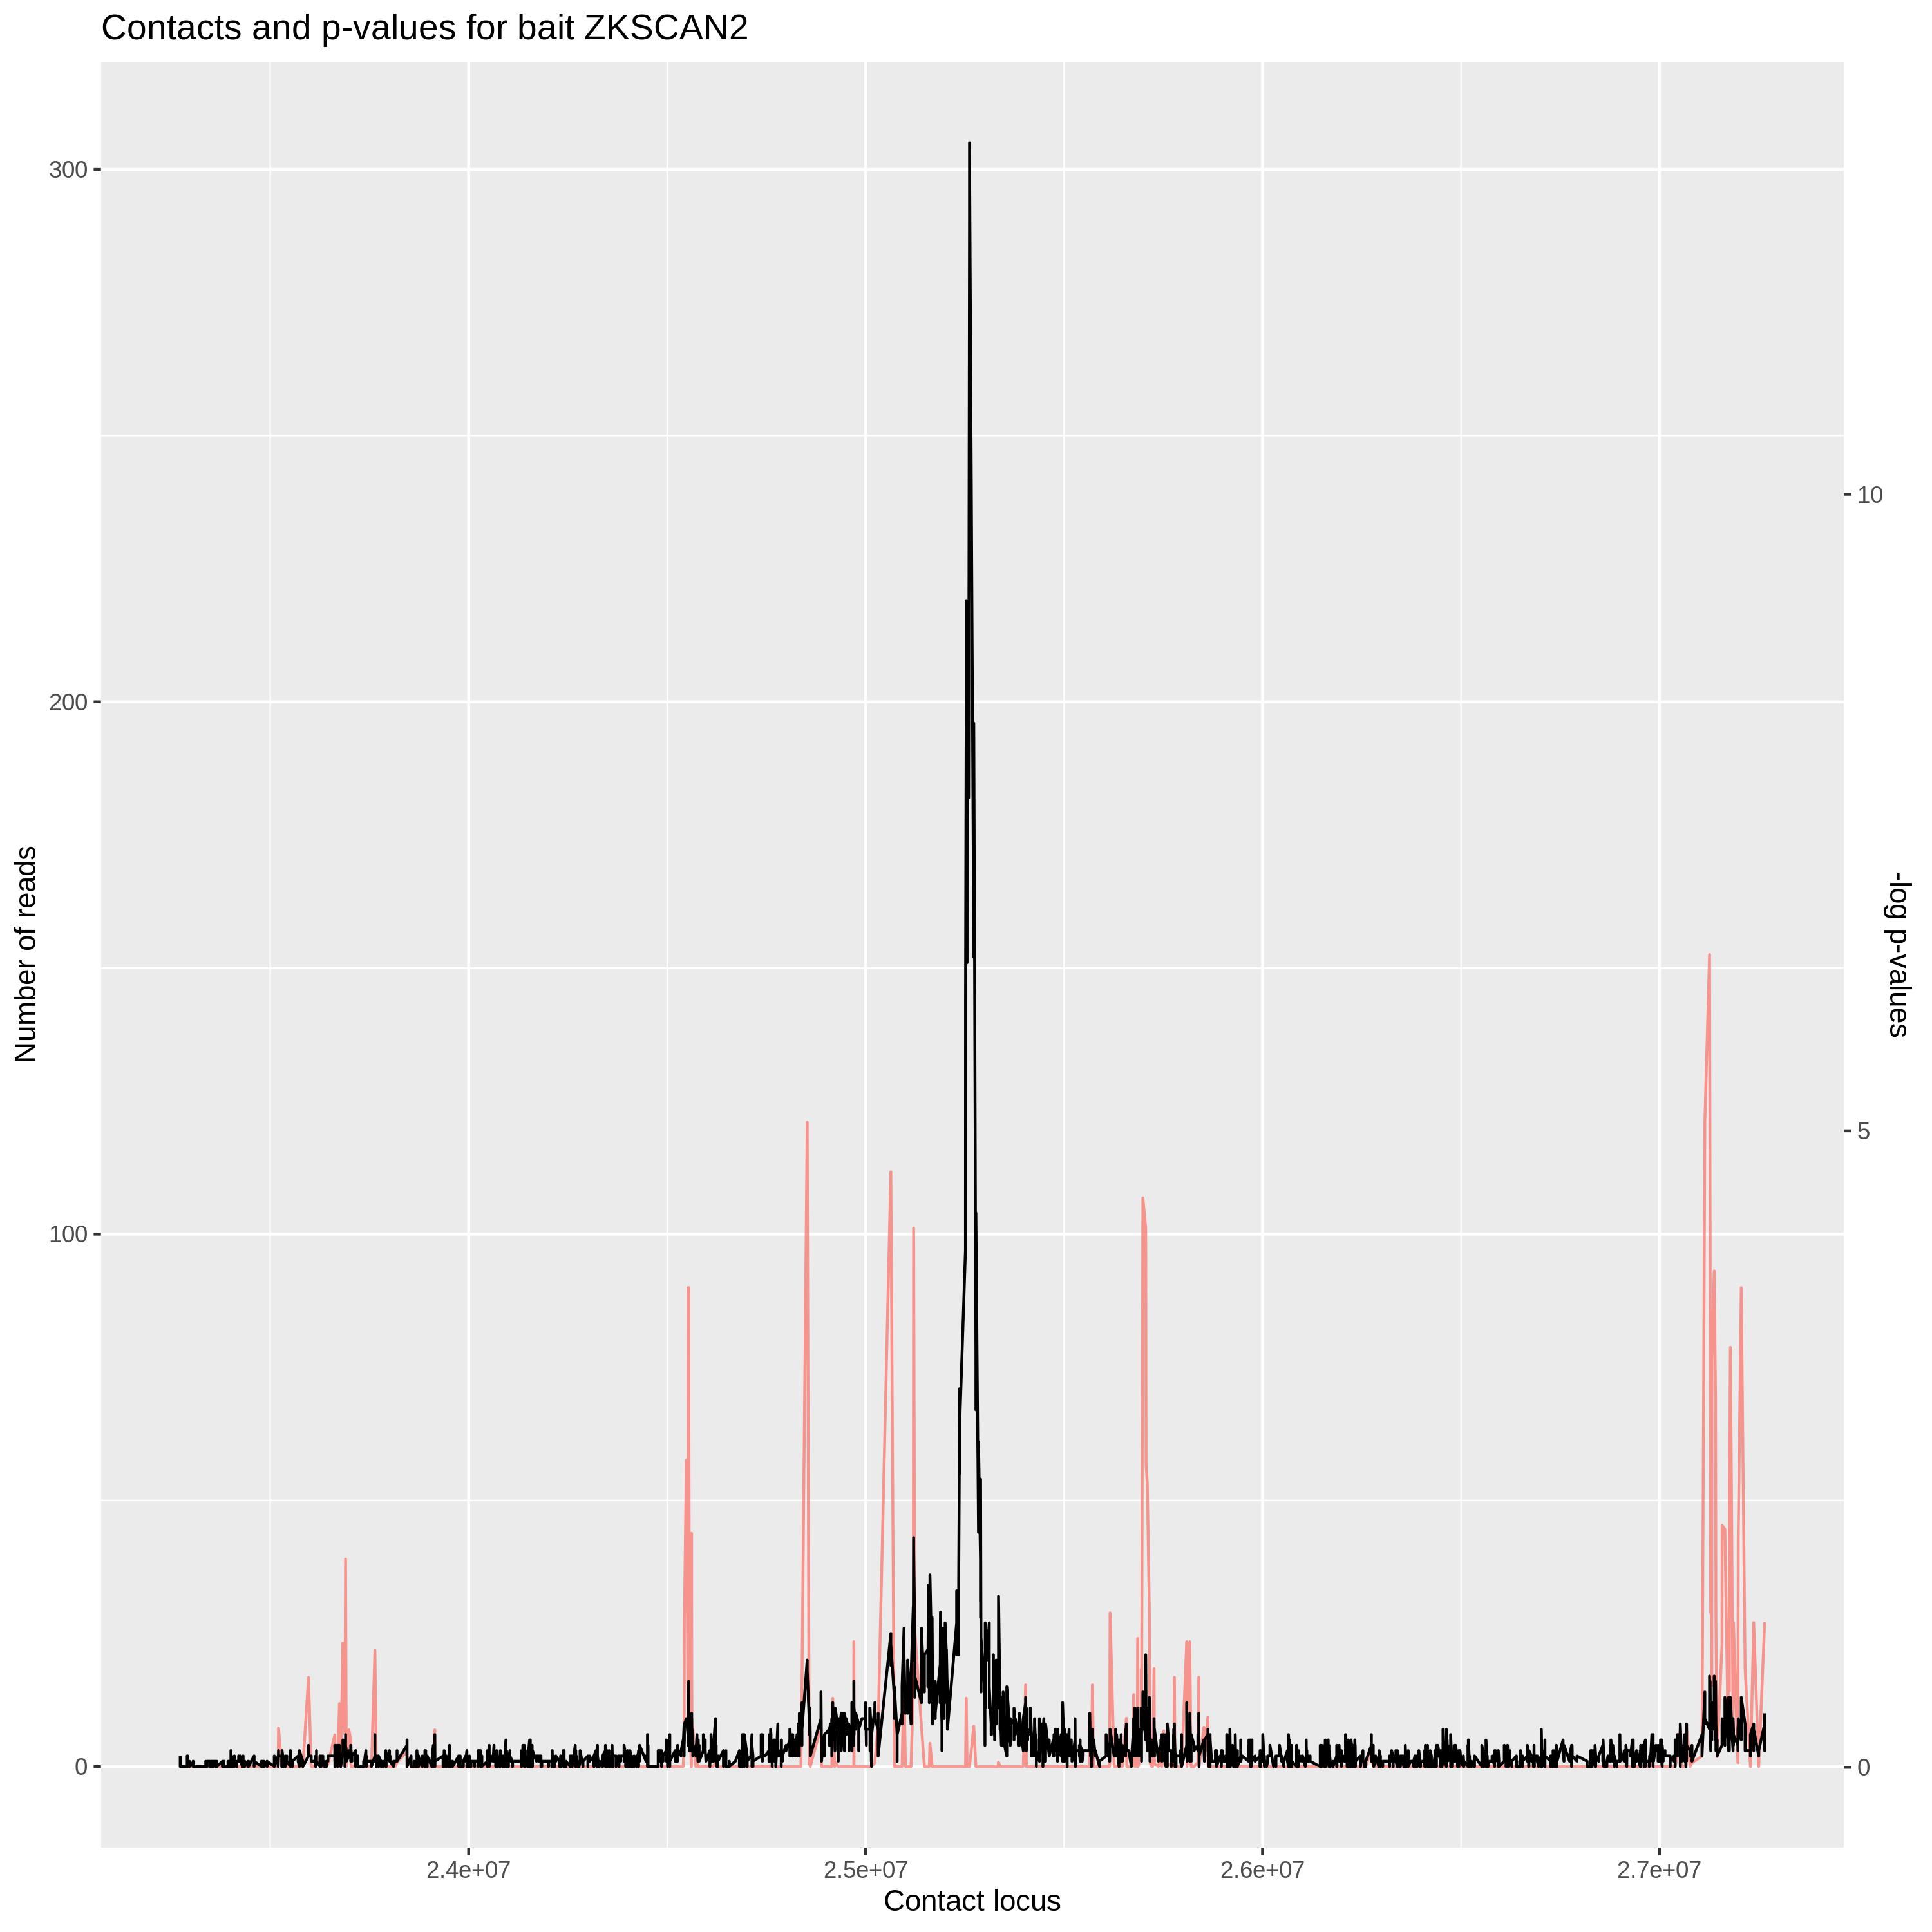 Contacts and p-values for bait ZKSCAN2
300
200
100
0
Number of reads
10
5
0
-log p-values
2.4e+07
2.5e+07
2.6e+07
2.7e+07
Contact locus